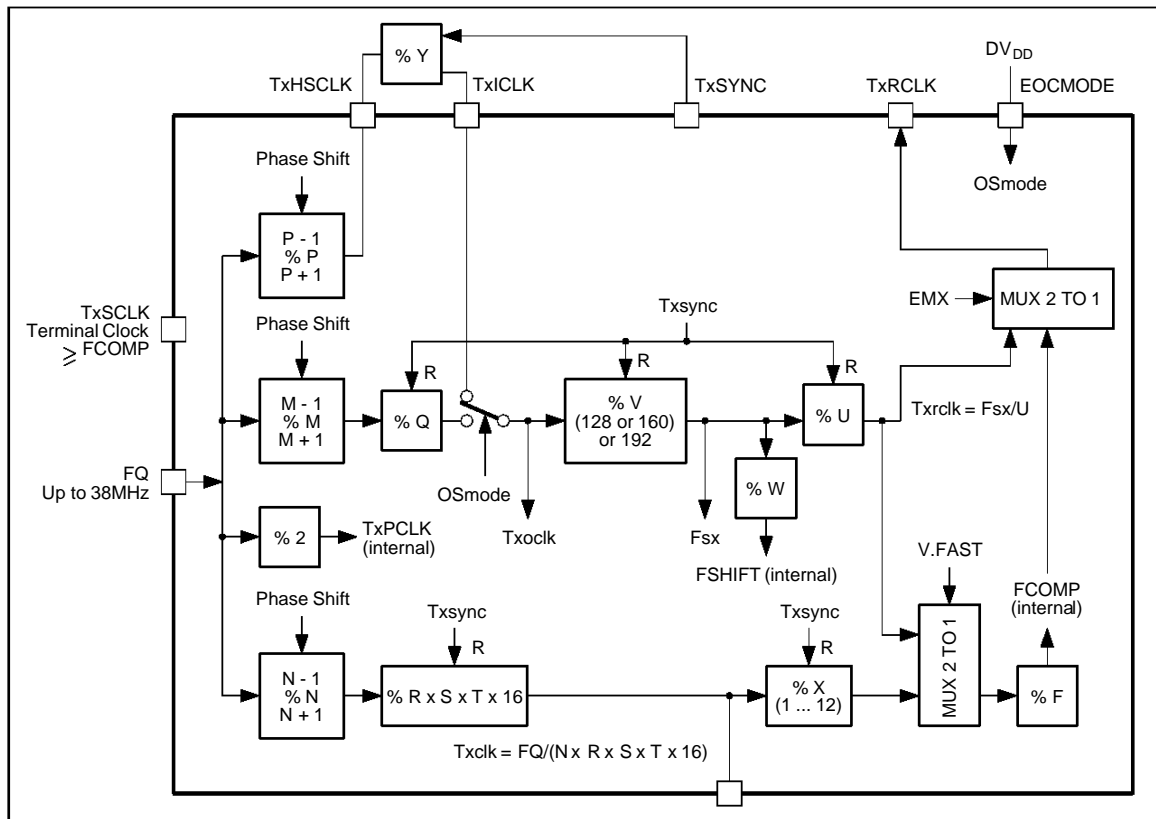 % Y
DVDD
TxHSCLK
TxICLK
TxSYNC
TxRCLK
EOCMODE
Phase Shift
OSmode
P - 1
% P
P + 1
EMX
MUX 2 TO 1
TxSCLK
Terminal Clock
≥ FCOMP
Phase Shift
Txsync
R
R
R
M - 1
% M
M + 1
% Q
% V
(128 or 160)
or 192
% U
Txrclk = Fsx/U
FQ
Up to 38MHz
OSmode
Txoclk
Fsx
% W
FSHIFT (internal)
% 2
TxPCLK
(internal)
V.FAST
FCOMP
(internal)
Phase Shift
Txsync
R
Txsync
R
N - 1
% N
N + 1
% R x S x T x 16
% X
(1 ... 12)
MUX 2 TO 1
% F
Txclk = FQ/(N x R x S x T x 16)